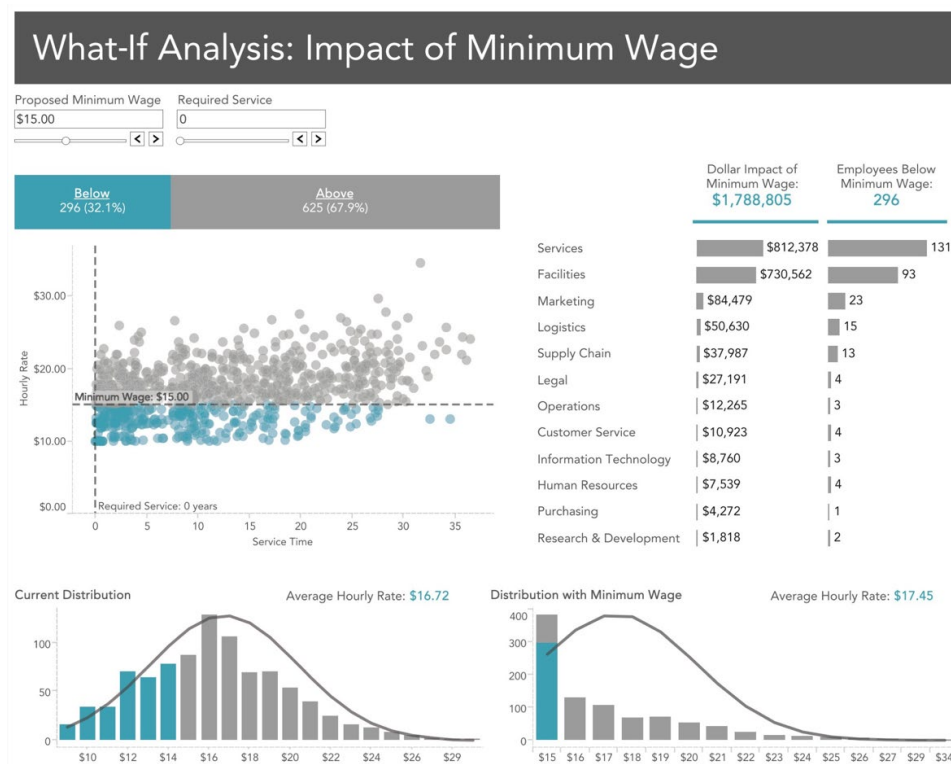 What-If Analysis: Impact of Minimum Wage
Proposed Minimum Wage
Required Service
$15.00
0
< >
< >
Below
296 (32.1%)
Above
625 (67.9%)
Dollar Impact of
Minimum Wage:
$1,788,805
Employees Below
Minimum Wage:
296
Services $812,378 131
Facilities $730,562 93
Marketing $84,479 23
Logistics $50,630 15
Supply Chain $37,987 13
Legal $27,191 4
Operations $12,265 3
Customer Service $10,923 4
Information Technology $8,760 3
Human Resources $7,539 4
Purchasing $4,272 1
Research & Development $1,818 2
Hourly Rate
$30.00
$20.00
Minimum Wage: $15.00
$10.00
$0.00
Required Service: 0 years
0 5 10 15 20 25 30 35
Service Time
Current Distribution
Average Hourly Rate: $16.72
100
50
0
$10 $12 $14 $16 $18 $20 $22 $24 $26 $29
Distribution with Minimum Wage
Average Hourly Rate: $17.45
400
300
200
100
0
$15 $16 $17 $18 $19 $20 $21 $22 $23 $24 $25 $26 $27 $29